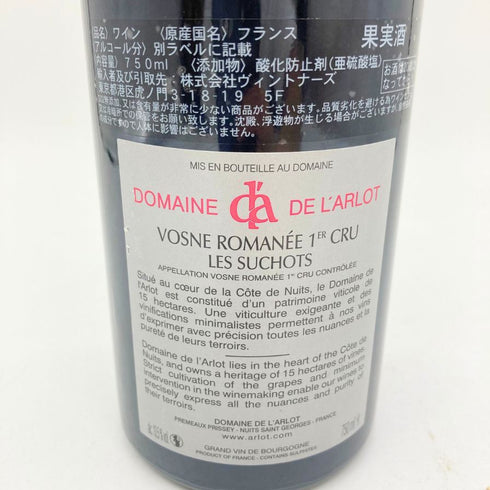 品名〉ワイン 〈原産国名〉フランス
アルコール分〉別ラベルに記載 果実酒
内容量〉750ml 〈添加物〉酸化防止剤(亜硫酸塩)
輸入者及び引取先:株式会社ヴィントナーズ
東京都港区虎ノ門3-18-19 5F
MIS EN BOUTEILLE AU DOMAINE
DOMAINE d'a DE L'ARLOT
VOSNE ROMANÉE 1ER CRU
LES SUCHOTS
APPELLATION VOSNE ROMANÉE 1er CRU CONTRÔLÉE
Situé au cœur de la Côte de Nuits, le Domaine de
l'Arlot est constitué d'un patrimoine viticole de
15 hectares. Une viticulture exigeante et des
vinifications minimalistes permettent à nos vins
d'exprimer avec précision toutes les nuances et la
pureté de leurs terroirs.
Domaine de l'Arlot lies in the heart of the Côte de
Nuits, and owns a heritage of 15 hectares of vines.
Strict cultivation of the grapes and minimum
intervention in the winemaking enable our wines to
precisely express all the nuances and purity of
their terroirs.
DOMAINE DE L'ARLOT
PREMEAUX PRISSEY - NUITS SAINT GEORGES - FRANCE
www.arlot.com
750ml
GRAND VIN DE BOURGOGNE
PRODUCT OF FRANCE - CONTAINS SULPHITES